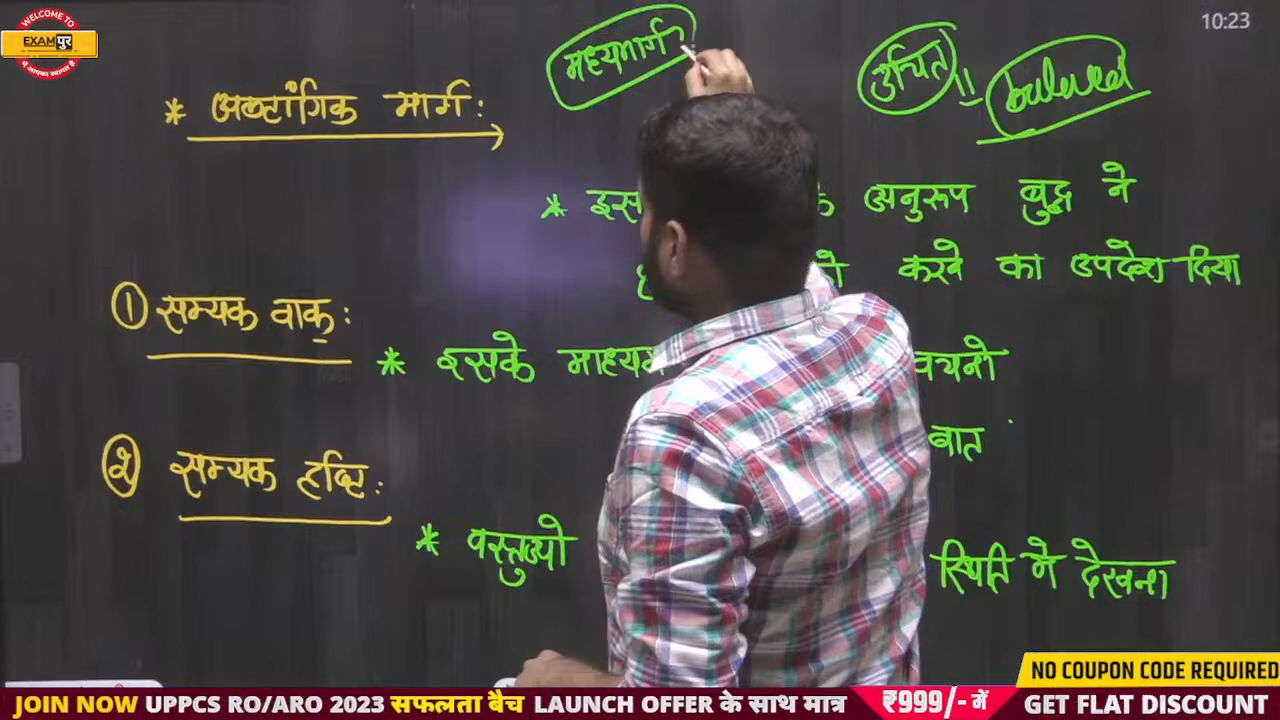 WELCOME TO
EXAMपुर
में आपका स्वागत है
10:23
मध्यमार्ग
उचित
balanced
* अष्टांगिक मार्ग:
* इस अनुरूप बुद्ध ने
करने का उपदेश दिया
① सम्यक वाक्:
* इसके माध्यम वचनो
बात
② सम्यक दृष्टि:
* वस्तुओ स्थिति मे देखना
NO COUPON CODE REQUIRED
JOIN NOW UPPCS RO/ARO 2023 सफलता बैच LAUNCH OFFER के साथ मात्र ₹999/- में GET FLAT DISCOUNT